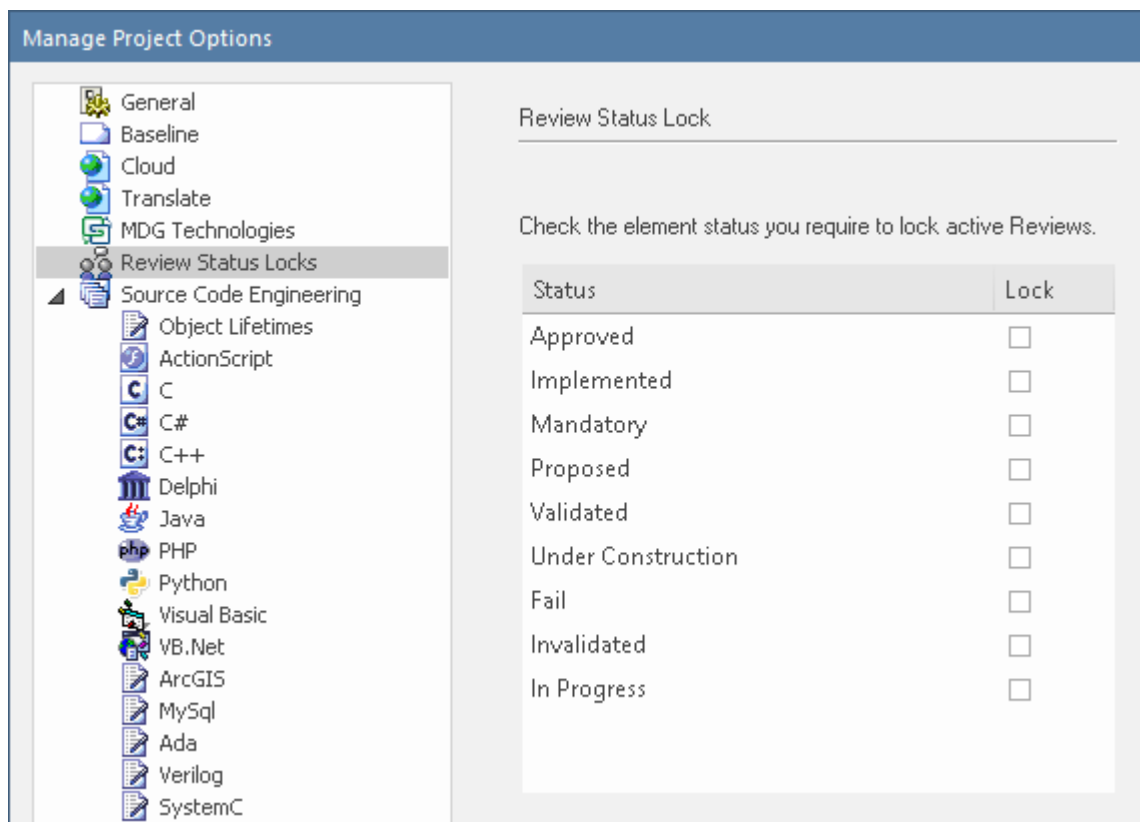 Manage Project Options
General
Baseline
Cloud
Translate
MDG Technologies
Review Status Locks
Source Code Engineering
Object Lifetimes
ActionScript
C
C#
C++
Delphi
Java
php PHP
Python
Visual Basic
VB.Net
ArcGIS
MySql
Ada
Verilog
SystemC
Review Status Lock
Check the element status you require to lock active Reviews.
Status Lock
Approved
Implemented
Mandatory
Proposed
Validated
Under Construction
Fail
Invalidated
In Progress